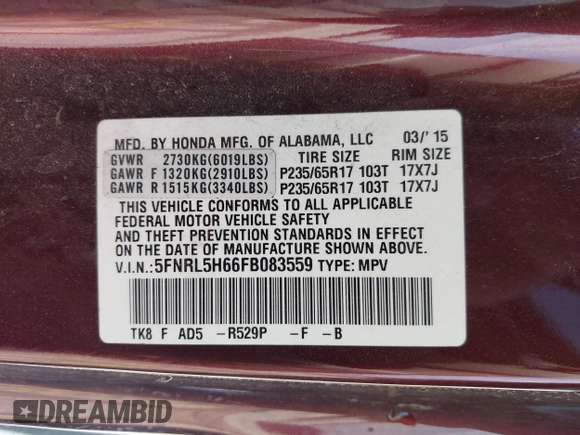 MFD. BY HONDA MFG. OF ALABAMA, LLC 03/'15
GVWR 2730KG(6019LBS) TIRE SIZE RIM SIZE
GAWR F 1320KG(2910LBS) P235/65R17 103T 17X7J
GAWR R 1515KG(3340LBS) P235/65R17 103T 17X7J
THIS VEHICLE CONFORMS TO ALL APPLICABLE
FEDERAL MOTOR VEHICLE SAFETY
AND THEFT PREVENTION STANDARDS IN EFFECT
ON THE DATE OF MANUFACTURE SHOWN ABOVE.
V.I.N.:5FNRL5H66FB083559 TYPE: MPV
TK8 F AD5 -R529P -F -B
DREAMBID